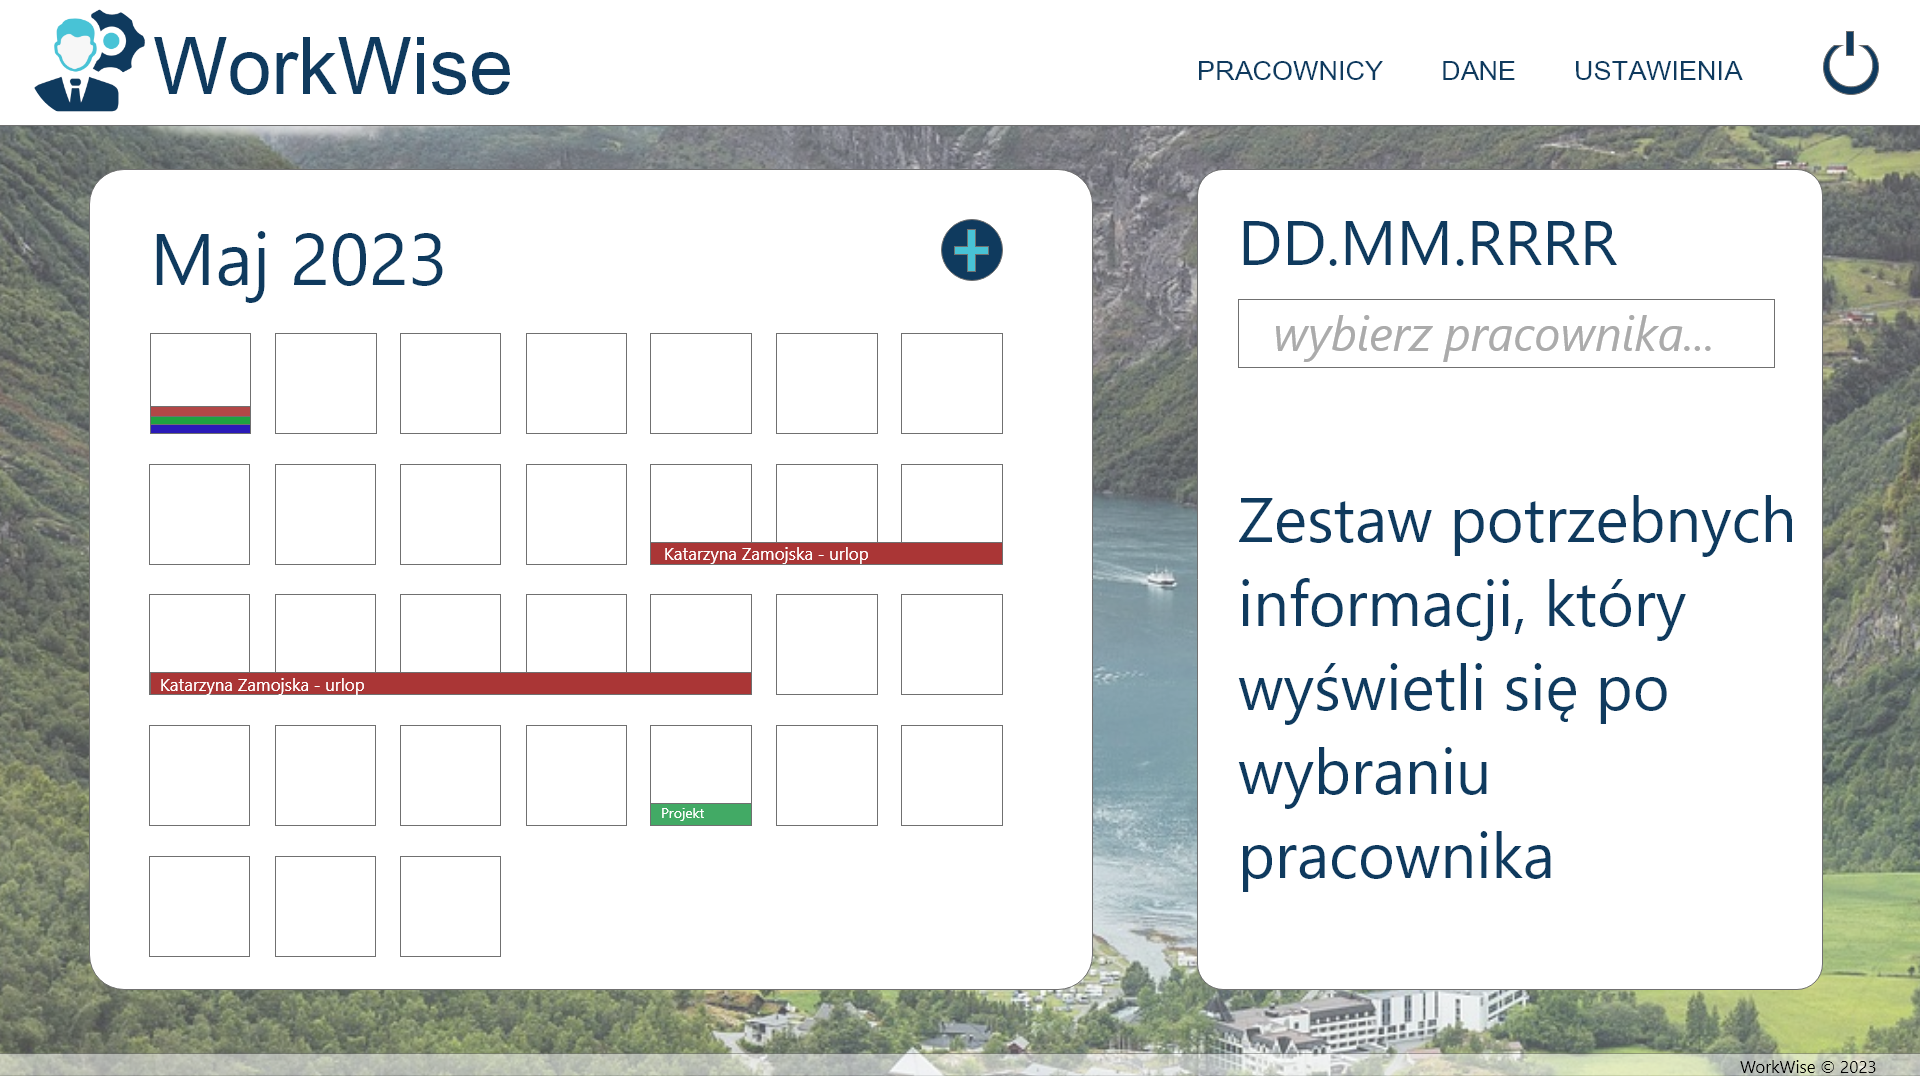 WorkWise
PRACOWNICY
DANE
USTAWIENIA
Maj 2023
Katarzyna Zamojska - urlop
Katarzyna Zamojska - urlop
Projekt
DD.MM.RRRR
wybierz pracownika...
Zestaw potrzebnych
informacji, który
wyświetli się po
wybraniu
pracownika
WorkWise © 2023